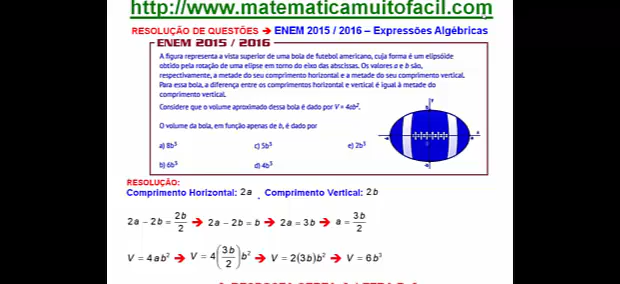 http://www.matematicamuitofacil.com
RESOLUÇÃO DE QUESTÕES ➔ ENEM 2015 / 2016 – Expressões Algébricas
ENEM 2015 / 2016
A figura representa a vista superior de uma bola de futebol americano, cuja forma é um elipsóide
obtido pela rotação de uma elipse em torno do eixo das abscissas. Os valores a e b são,
respectivamente, a metade do seu comprimento horizontal e a metade do seu comprimento vertical.
Para essa bola, a diferença entre os comprimentos horizontal e vertical é igual à metade do
comprimento vertical.
Considere que o volume aproximado dessa bola é dado por V = 4ab².
O volume da bola, em função apenas de b, é dado por
a) 8b³ c) 5b³ e) 2b³
b) 6b³ d) 4b³
RESOLUÇÃO:
Comprimento Horizontal: 2a . Comprimento Vertical: 2b
2a - 2b = 2b/2 ➔ 2a - 2b = b ➔ 2a = 3b ➔ a = 3b/2
V = 4ab² ➔ V = 4(3b/2)b² ➔ V = 2(3b)b² ➔ V = 6b³